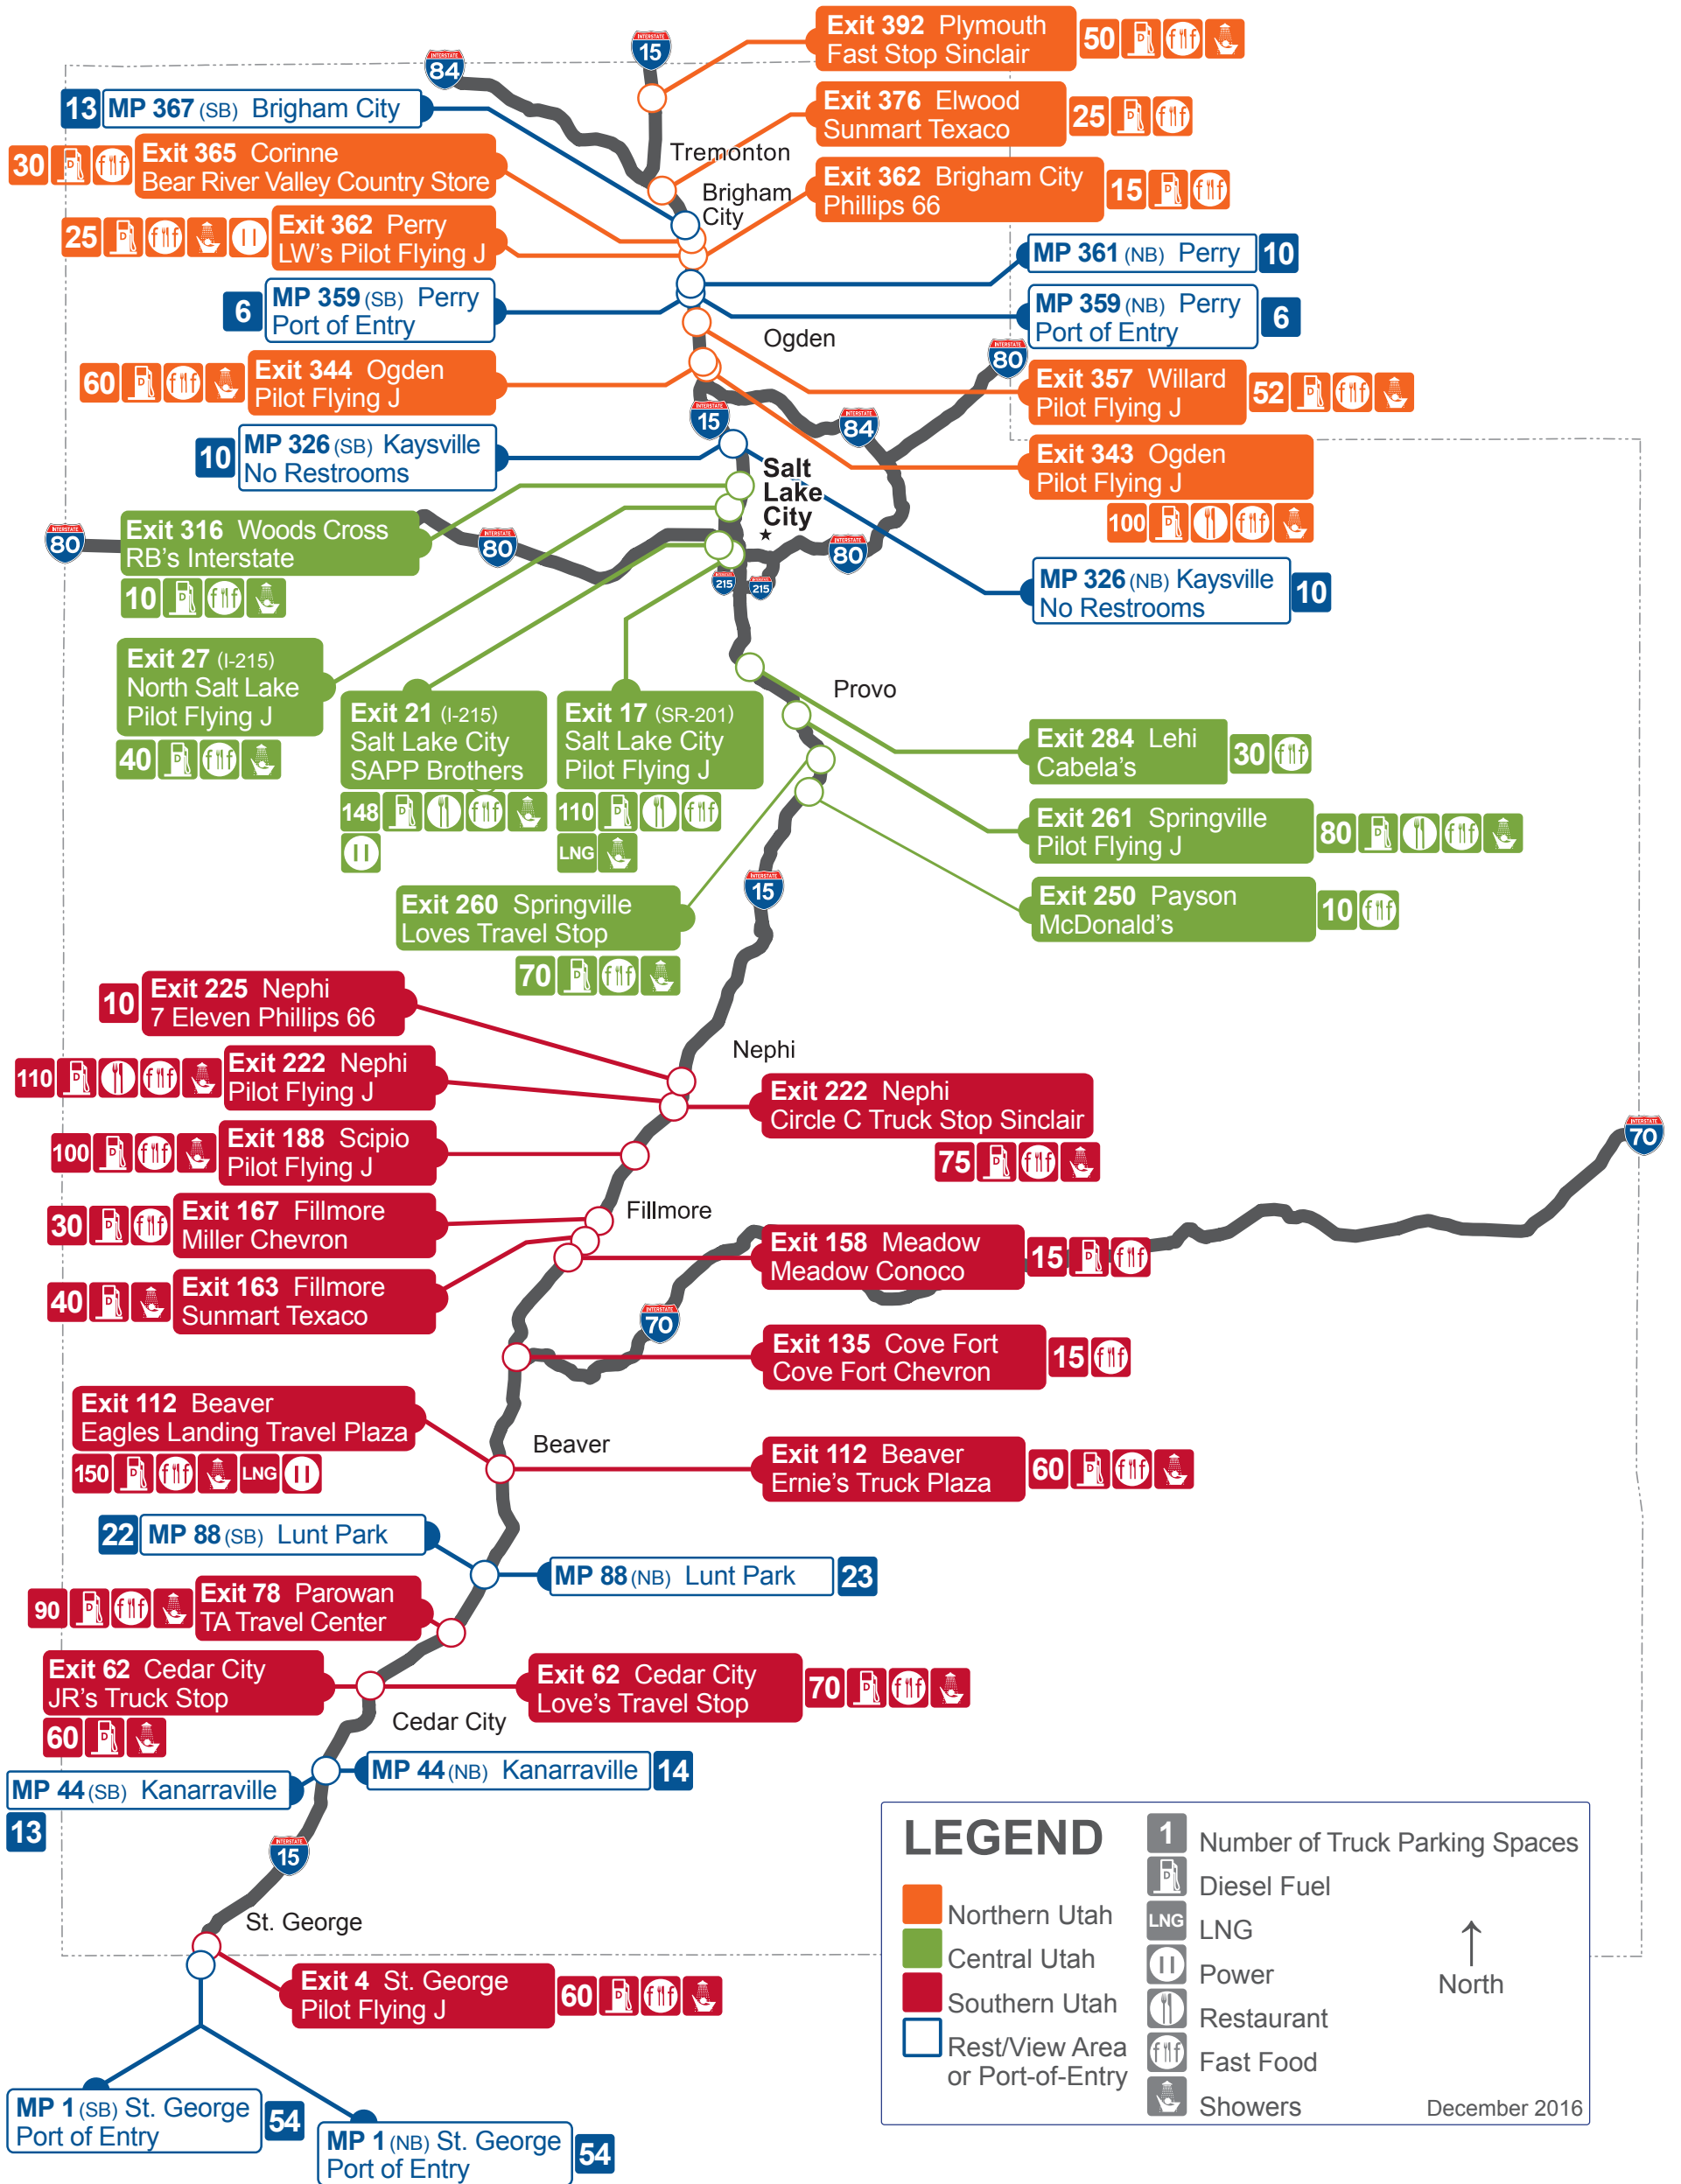 INTERSTATE
84
INTERSTATE
15
Exit 392 Plymouth
Fast Stop Sinclair
50
D
f f
13
MP 367 (SB) Brigham City
Exit 376 Elwood
Sunmart Texaco
25
D
f f
Tremonton
30
D
f f
Exit 365 Corinne
Bear River Valley Country Store
Brigham
City
Exit 362 Brigham City
Phillips 66
15
D
f f
25
D
f f
Exit 362 Perry
LW's Pilot Flying J
MP 361 (NB) Perry
10
6
MP 359 (SB) Perry
Port of Entry
MP 359 (NB) Perry
Port of Entry
6
Ogden
INTERSTATE
80
60
D
f f
Exit 344 Ogden
Pilot Flying J
Exit 357 Willard
Pilot Flying J
52
D
f f
INTERSTATE
15
INTERSTATE
84
10
MP 326 (SB) Kaysville
No Restrooms
Exit 343 Ogden
Pilot Flying J
100
D
f f
Salt
Lake
City
INTERSTATE
80
Exit 316 Woods Cross
RB's Interstate
10
D
f f
INTERSTATE
80
INTERSTATE
80
215
215
MP 326 (NB) Kaysville
No Restrooms
10
Exit 27 (I-215)
North Salt Lake
Pilot Flying J
40
D
f f
Exit 21 (I-215)
Salt Lake City
SAPP Brothers
148
D
f f
Exit 17 (SR-201)
Salt Lake City
Pilot Flying J
110
D
f f
LNG
Provo
Exit 284 Lehi
Cabela's
30
f f
Exit 261 Springville
Pilot Flying J
80
D
f f
INTERSTATE
15
Exit 260 Springville
Loves Travel Stop
70
D
f f
Exit 250 Payson
McDonald's
10
f f
10
Exit 225 Nephi
7 Eleven Phillips 66
Nephi
110
D
f f
Exit 222 Nephi
Pilot Flying J
Exit 222 Nephi
Circle C Truck Stop Sinclair
75
D
f f
100
D
f f
Exit 188 Scipio
Pilot Flying J
INTERSTATE
70
30
D
f f
Exit 167 Fillmore
Miller Chevron
Fillmore
Exit 158 Meadow
Meadow Conoco
15
D
f f
40
D
Exit 163 Fillmore
Sunmart Texaco
INTERSTATE
70
Exit 135 Cove Fort
Cove Fort Chevron
15
f f
Exit 112 Beaver
Eagles Landing Travel Plaza
150
D
f f
LNG
Beaver
Exit 112 Beaver
Ernie's Truck Plaza
60
D
f f
22
MP 88 (SB) Lunt Park
MP 88 (NB) Lunt Park
23
90
D
f f
Exit 78 Parowan
TA Travel Center
Exit 62 Cedar City
JR's Truck Stop
60
D
Exit 62 Cedar City
Love's Travel Stop
70
D
f f
Cedar City
MP 44 (SB) Kanarraville
13
MP 44 (NB) Kanarraville
14
INTERSTATE
15
St. George
Exit 4 St. George
Pilot Flying J
60
D
f f
MP 1 (SB) St. George
Port of Entry
54
MP 1 (NB) St. George
Port of Entry
54
LEGEND
Northern Utah
Central Utah
Southern Utah
Rest/View Area
or Port-of-Entry
1
Number of Truck Parking Spaces
D
Diesel Fuel
LNG
LNG
Power
Restaurant
f f
Fast Food
Showers
North
December 2016